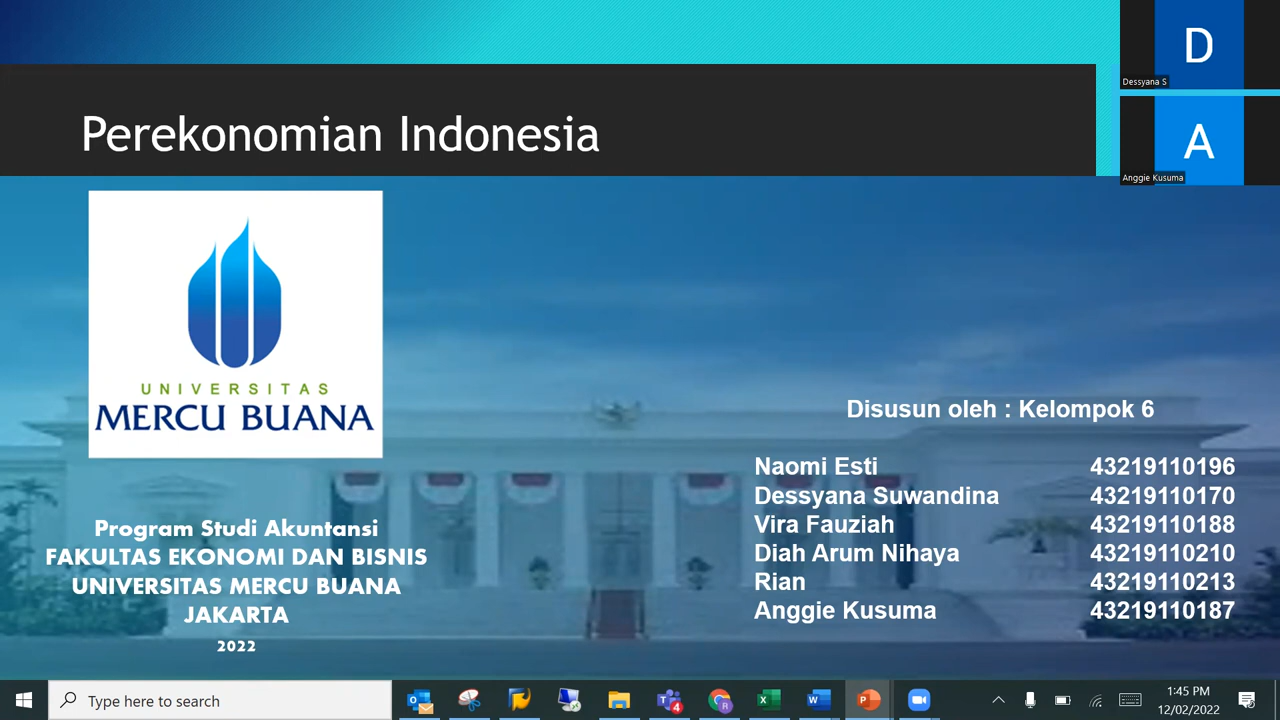 Perekonomian Indonesia
D
Dessyana S
A
Anggie Kusuma
UNIVERSITAS
MERCU BUANA
Program Studi Akuntansi
FAKULTAS EKONOMI DAN BISNIS
UNIVERSITAS MERCU BUANA
JAKARTA
2022
Disusun oleh : Kelompok 6
Naomi Esti 43219110196
Dessyana Suwandina 43219110170
Vira Fauziah 43219110188
Diah Arum Nihaya 43219110210
Rian 43219110213
Anggie Kusuma 43219110187
Type here to search
4
R
1:45 PM
12/02/2022